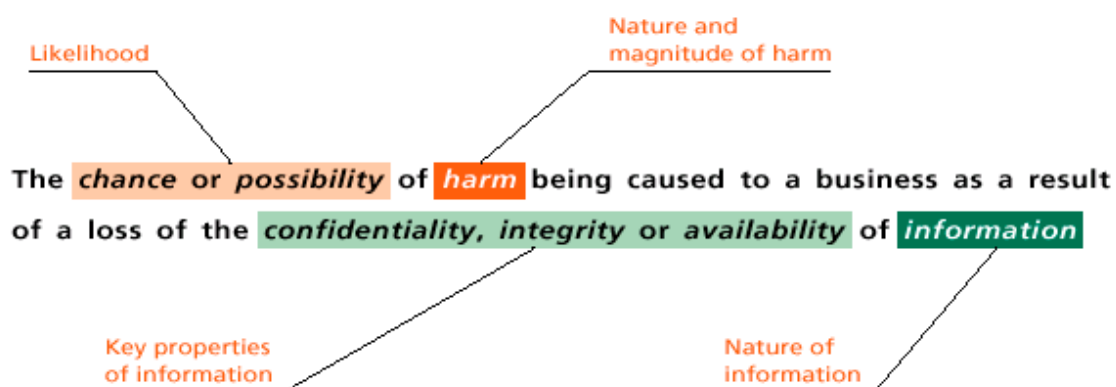 Likelihood
Nature and
magnitude of harm
The chance or possibility of harm being caused to a business as a result
of a loss of the confidentiality, integrity or availability of information
Key properties
of information
Nature of
information